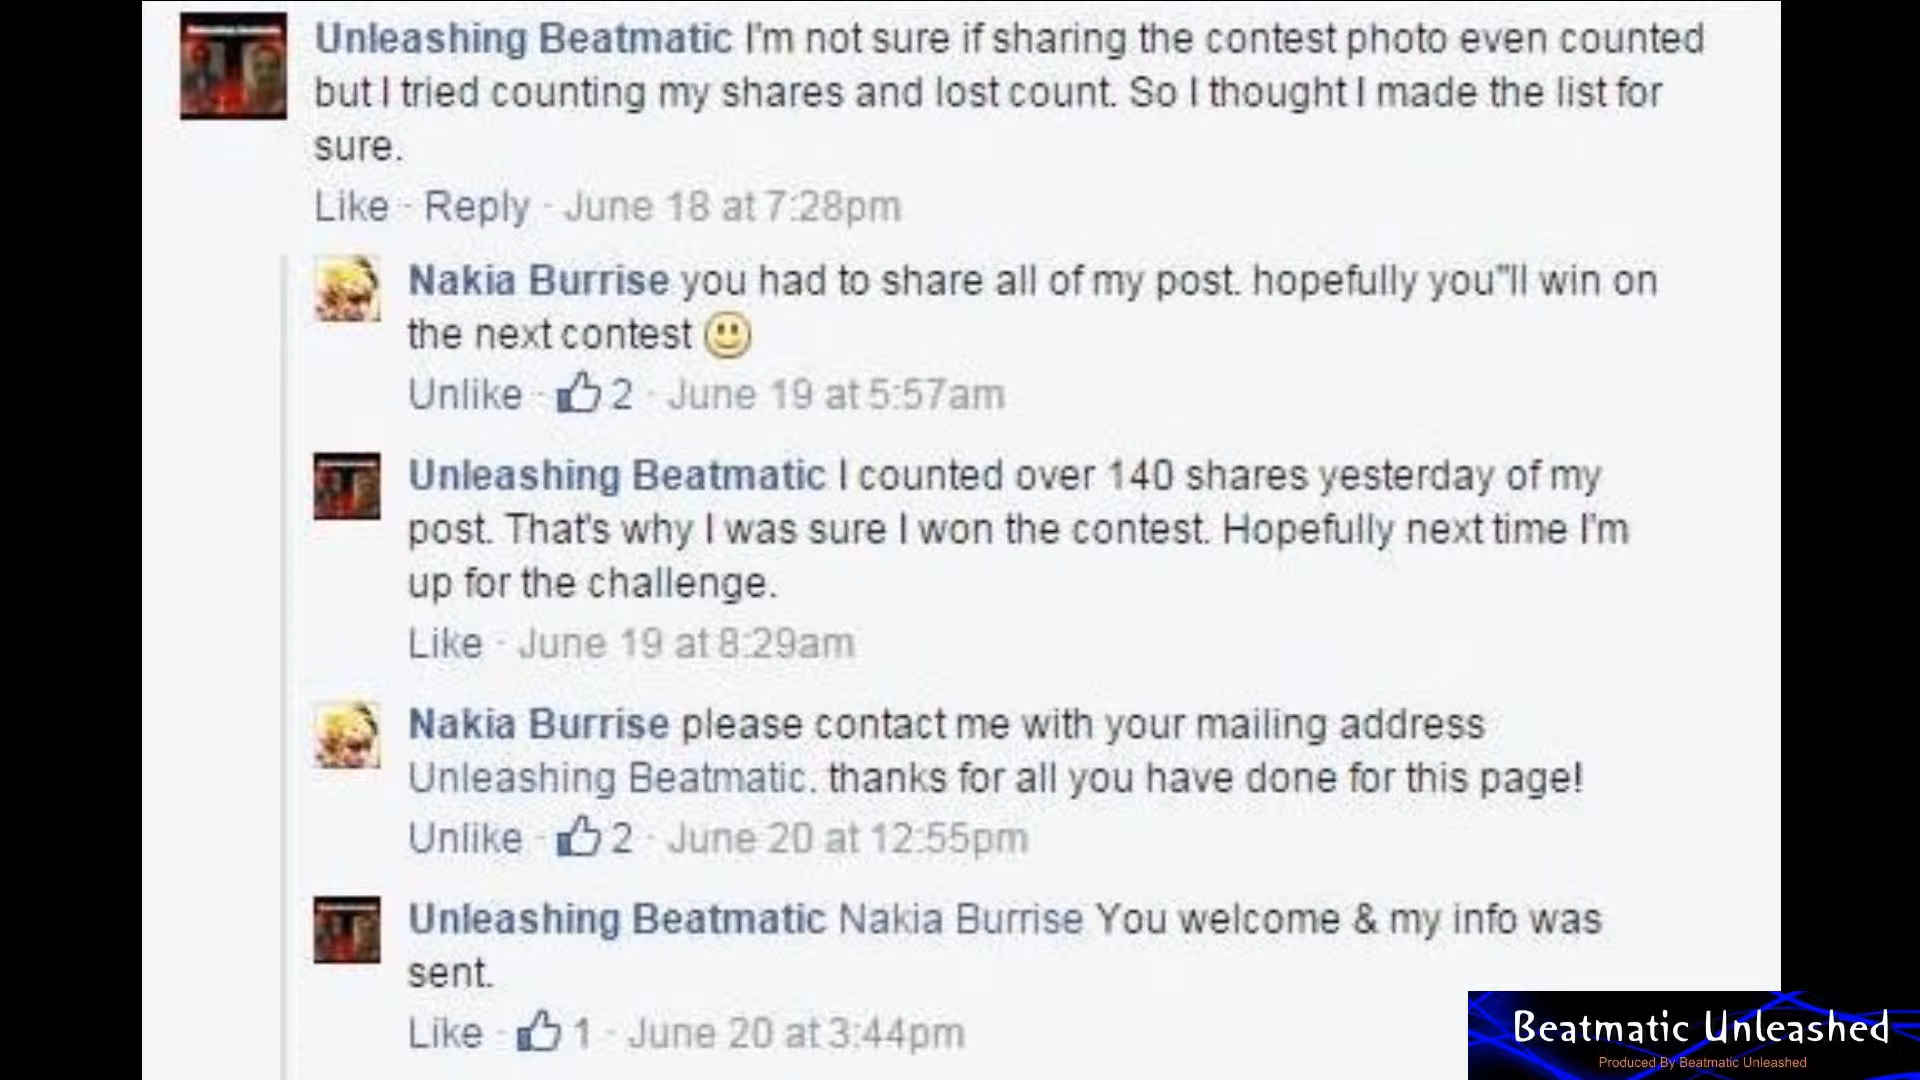 Unleashing Beatmatic I'm not sure if sharing the contest photo even counted
but I tried counting my shares and lost count. So I thought I made the list for
sure.
Like · Reply · June 18 at 7:28pm
Nakia Burrise you had to share all of my post. hopefully you"ll win on
the next contest
Unlike · 2 · June 19 at 5:57am
Unleashing Beatmatic I counted over 140 shares yesterday of my
post. That's why I was sure I won the contest. Hopefully next time I'm
up for the challenge.
Like · June 19 at 8:29am
Nakia Burrise please contact me with your mailing address
Unleashing Beatmatic. thanks for all you have done for this page!
Unlike · 2 · June 20 at 12:55pm
Unleashing Beatmatic Nakia Burrise You welcome & my info was
sent.
Like · 1 · June 20 at 3:44pm
Beatmatic Unleashed
Produced By Beatmatic Unleashed